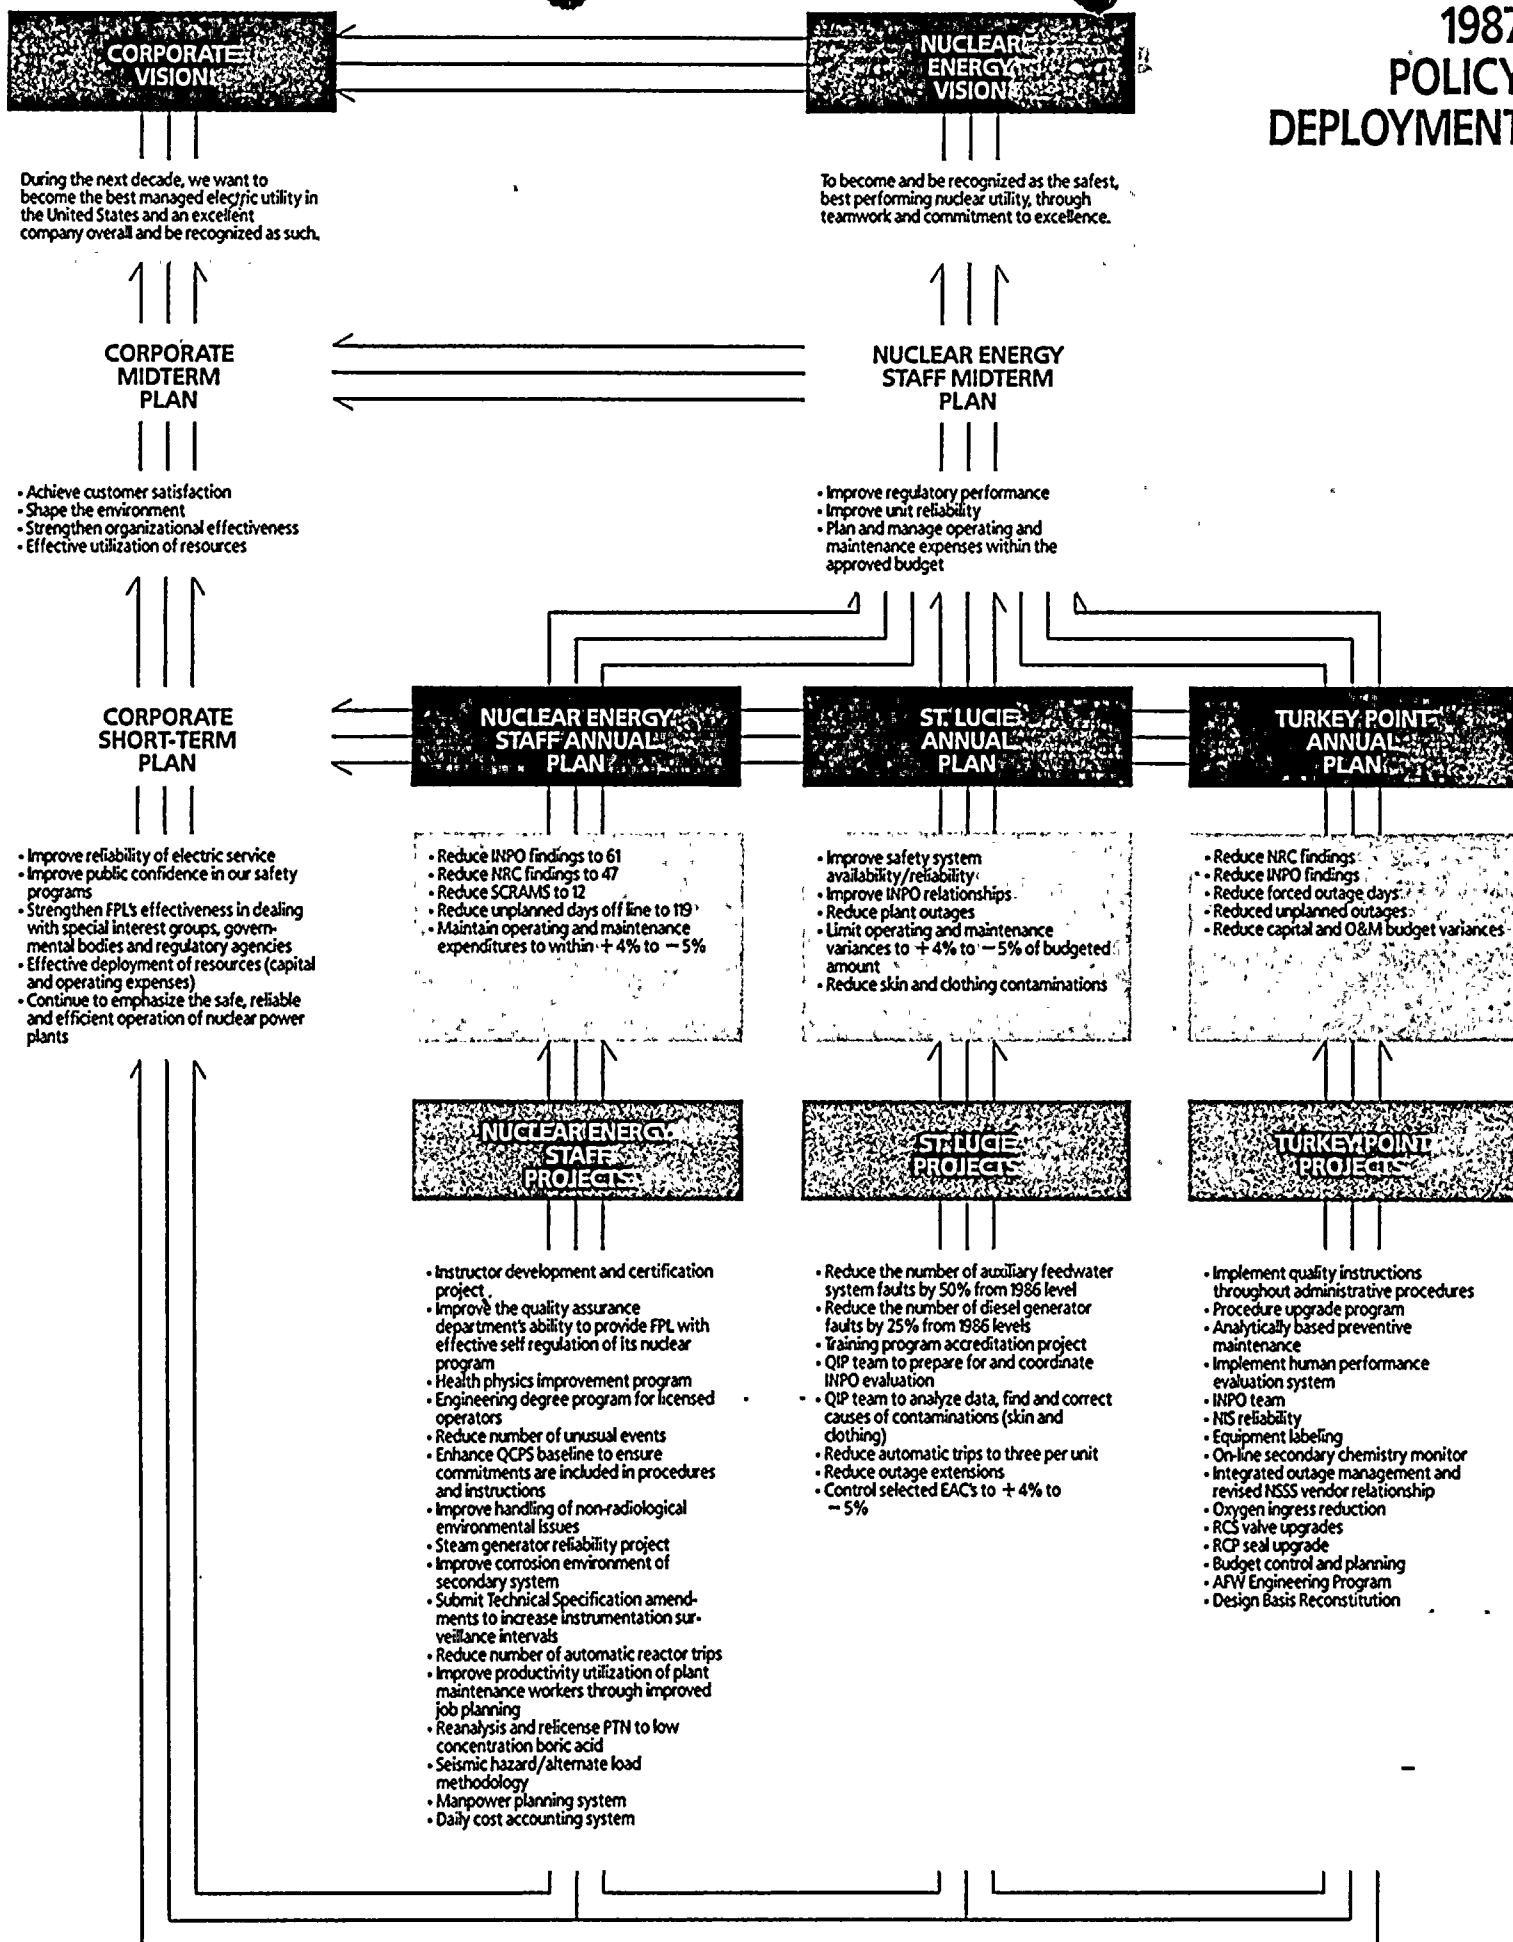 1987
POLICY
DEPLOYMENT
CORPORATE
VISION
NUCLEAR
ENERGY
VISION
During the next decade, we want to
become the best managed electric utility in
the United States and an excellent
company overall and be recognized as such.
To become and be recognized as the safest,
best performing nuclear utility, through
teamwork and commitment to excellence.
CORPORATE
MIDTERM
PLAN
NUCLEAR ENERGY
STAFF MIDTERM
PLAN
• Achieve customer satisfaction
• Shape the environment
• Strengthen organizational effectiveness
• Effective utilization of resources
• Improve regulatory performance
• Improve unit reliability
• Plan and manage operating and
maintenance expenses within the
approved budget
CORPORATE
SHORT-TERM
PLAN
NUCLEAR ENERGY
STAFF ANNUAL
PLAN
ST. LUCIE
ANNUAL
PLAN
TURKEY POINT
ANNUAL
PLAN
• Improve reliability of electric service
• Improve public confidence in our safety
programs
• Strengthen FPL's effectiveness in dealing
with special interest groups, govern-
mental bodies and regulatory agencies
• Effective deployment of resources (capital
and operating expenses)
• Continue to emphasize the safe, reliable
and efficient operation of nuclear power
plants
• Reduce INPO findings to 61
• Reduce NRC findings to 47
• Reduce SCRAMS to 12
• Reduce unplanned days off line to 119
• Maintain operating and maintenance
expenditures to within + 4% to − 5%
• Improve safety system
availability/reliability
• Improve INPO relationships
• Reduce plant outages
• Limit operating and maintenance
variances to + 4% to − 5% of budgeted
amount
• Reduce skin and clothing contaminations
• Reduce NRC findings
• Reduce INPO findings
• Reduce forced outage days
• Reduced unplanned outages
• Reduce capital and O&M budget variances
NUCLEAR ENERGY
STAFF
PROJECTS
ST. LUCIE
PROJECTS
TURKEY POINT
PROJECTS
• Instructor development and certification
project
• Improve the quality assurance
department's ability to provide FPL with
effective self regulation of its nuclear
program
• Health physics improvement program
• Engineering degree program for licensed
operators
• Reduce number of unusual events
• Enhance QCPS baseline to ensure
commitments are included in procedures
and instructions
• Improve handling of non-radiological
environmental issues
• Steam generator reliability project
• Improve corrosion environment of
secondary system
• Submit Technical Specification amend-
ments to increase instrumentation sur-
veillance intervals
• Reduce number of automatic reactor trips
• Improve productivity utilization of plant
maintenance workers through improved
job planning
• Reanalysis and relicense PTN to low
concentration boric acid
• Seismic hazard/alternate load
methodology
• Manpower planning system
• Daily cost accounting system
• Reduce the number of auxiliary feedwater
system faults by 50% from 1986 level
• Reduce the number of diesel generator
faults by 25% from 1986 levels
• Training program accreditation project
• QIP team to prepare for and coordinate
INPO evaluation
• QIP team to analyze data, find and correct
causes of contaminations (skin and
clothing)
• Reduce automatic trips to three per unit
• Reduce outage extensions
• Control selected EAC's to + 4% to
− 5%
• Implement quality instructions
throughout administrative procedures
• Procedure upgrade program
• Analytically based preventive
maintenance
• Implement human performance
evaluation system
• INPO team
• NIS reliability
• Equipment labeling
• On-line secondary chemistry monitor
• Integrated outage management and
revised NSSS vendor relationship
• Oxygen ingress reduction
• RCS valve upgrades
• RCP seal upgrade
• Budget control and planning
• AFW Engineering Program
• Design Basis Reconstitution